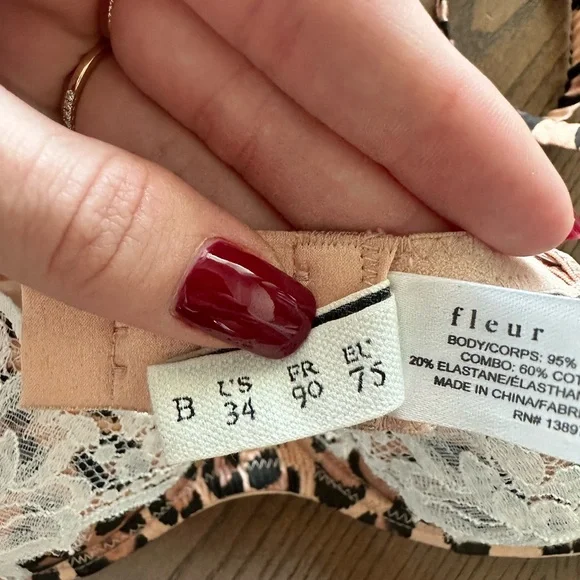 B US FR EU
34 90 75
fleur
BODY/CORPS: 95%
COMBO: 60% COT
20% ELASTANE/ÉLASTHAN
MADE IN CHINA/FABR
RN# 1389